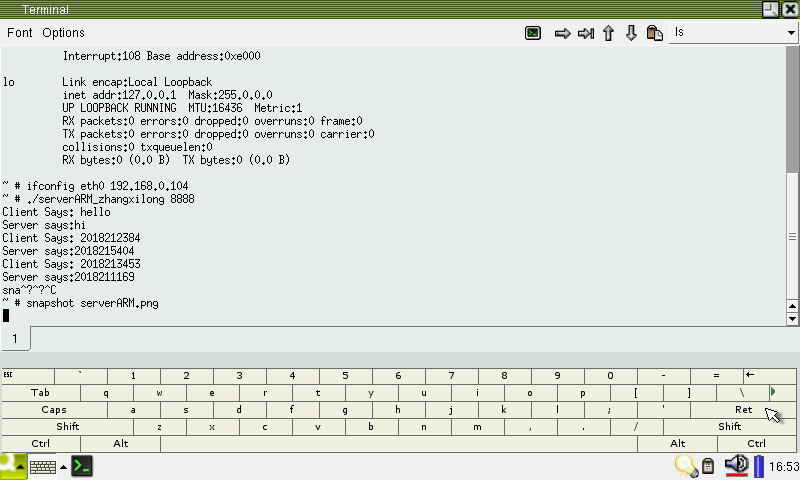 Terminal
Font Options
ls
Interrupt:108 Base address:0xe000
lo Link encap:Local Loopback
inet addr:127.0.0.1 Mask:255.0.0.0
UP LOOPBACK RUNNING MTU:16436 Metric:1
RX packets:0 errors:0 dropped:0 overruns:0 frame:0
TX packets:0 errors:0 dropped:0 overruns:0 carrier:0
collisions:0 txqueuelen:0
RX bytes:0 (0.0 B) TX bytes:0 (0.0 B)
~ # ifconfig eth0 192.168.0.104
~ # ./serverARM_zhangxilong 8888
Client Says: hello
Server says:hi
Client Says: 2018212384
Server says:2018215404
Client Says: 2018213453
Server says:2018211169
sna^?^?^C
~ # snapshot serverARM.png
1
ESC ` 1 2 3 4 5 6 7 8 9 0 - = ←
Tab q w e r t y u i o p [ ] \
Caps a s d f g h j k l ; ' Ret
Shift z x c v b n m , . / Shift
Ctrl Alt Alt Ctrl
16:53